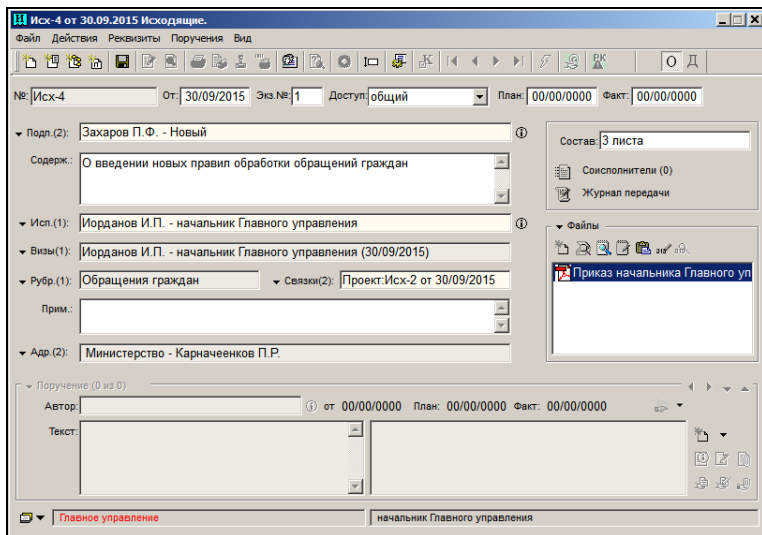 Исх-4 от 30.09.2015 Исходящие.
Файл Действия Реквизиты Поручения Вид
О Д
№: Исх-4 От: 30/09/2015 Экз.№: 1 Доступ: общий План: 00/00/0000 Факт: 00/00/0000
Подп.(2): Захаров П.Ф. - Новый
Состав: 3 листа
Содерж.: О введении новых правил обработки обращений граждан
Соисполнители (0)
Журнал передачи
Исп.(1): Иорданов И.П. - начальник Главного управления
Файлы
Визы(1): Иорданов И.П. - начальник Главного управления (30/09/2015)
Рубр.(1): Обращения граждан Связки(2): Проект:Исх-2 от 30/09/2015
Приказ начальника Главного уп
Прим.:
Адр.(2): Министерство - Карначеенков П.Р.
Поручение (0 из 0)
Автор: от 00/00/0000 План: 00/00/0000 Факт: 00/00/0000
Текст:
Главное управление
начальник Главного управления